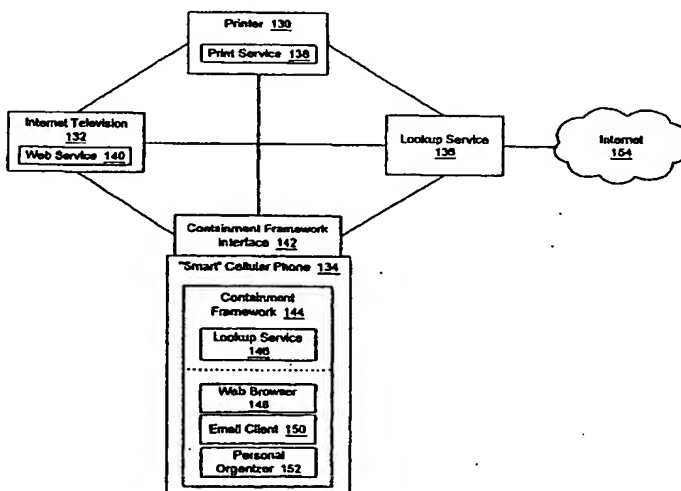 Printer 130
Print Service 138
Internet Television
132
Web Service 140
Lookup Service
136
Internet
154
Containment Framework
Interface 142
"Smart" Cellular Phone 134
Containment
Framework 144
Lookup Service
146
Web Browser
148
Email Client 150
Personal
Organizer 152